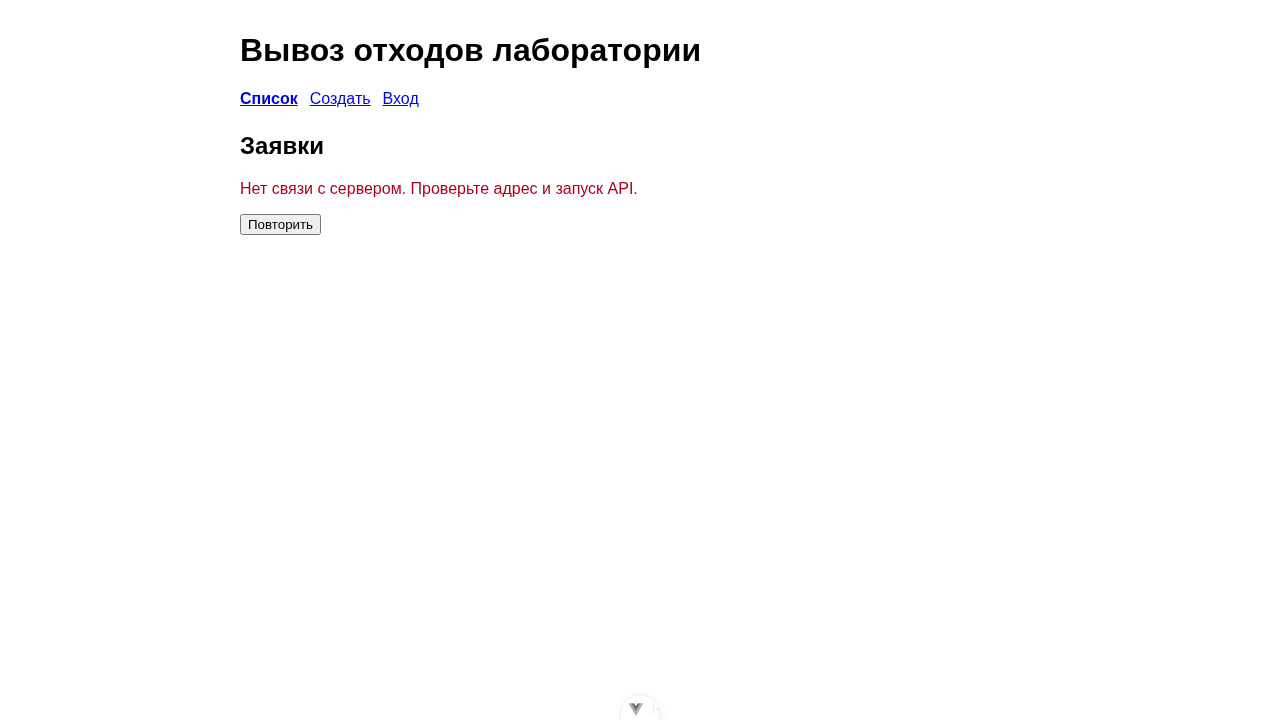 Вывоз отходов лаборатории
Список Создать Вход
Заявки
Нет связи с сервером. Проверьте адрес и запуск API.
Повторить